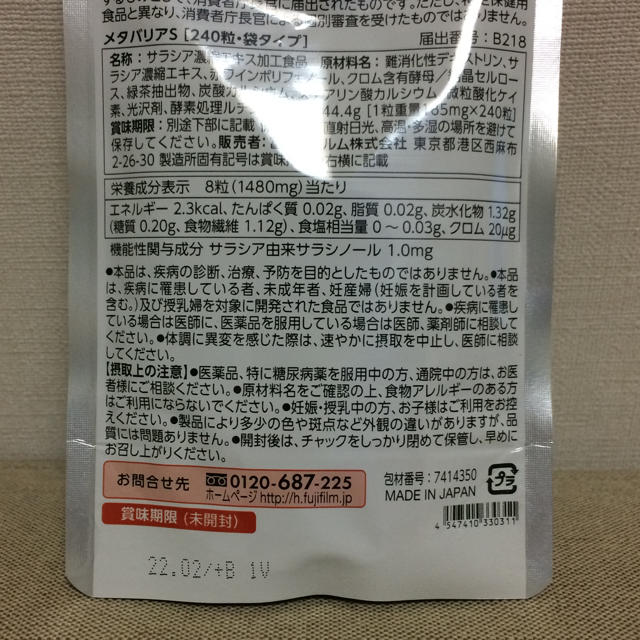 食品と異なり、消費者庁長官による個別審査を受けたものではありません。
メタバリアS [240粒・袋タイプ] 届出番号：B218
名称：サラシア濃縮エキス加工食品 原材料名：難消化性デキストリン、サ
ラシア濃縮エキス、赤ワインポリフェノール、クロム含有酵母／結晶セルロー
ス、緑茶抽出物、炭酸カルシウム、ステアリン酸カルシウム、微粒酸化ケイ
素、光沢剤、酵素処理ルチ 44.4g [1粒重量185mg×240粒]
賞味期限：別途下部に記載 直射日光、高温・多湿の場所を避けて
保存してください。販売者： ルム株式会社 東京都港区西麻布
2-26-30 製造所固有記号は賞味 右横に記載
栄養成分表示 8粒（1480mg）当たり
エネルギー 2.3kcal、たんぱく質 0.02g、脂質 0.02g、炭水化物 1.32g
（糖質 0.20g、食物繊維 1.12g）、食塩相当量 0～0.03g、クロム 20μg
機能性関与成分 サラシア由来サラシノール 1.0mg
●本品は、疾病の診断、治療、予防を目的としたものではありません。●本品
は、疾病に罹患している者、未成年者、妊産婦（妊娠を計画している者を
含む。）及び授乳婦を対象に開発された食品ではありません。●疾病に罹患し
ている場合は医師に、医薬品を服用している場合は医師、薬剤師に相談して
ください。●体調に異変を感じた際は、速やかに摂取を中止し、医師に相談
してください。
【摂取上の注意】●医薬品、特に糖尿病薬を服用中の方、通院中の方は、お医
者様にご相談ください。●原材料名をご確認の上、食物アレルギーのある方
はご利用にならないでください。●妊娠・授乳中の方、お子様はご利用をお控
えください。●製品により多少の色や斑点など外観の違いがありますが、品
質には問題ありません。●開封後は、チャックをしっかり閉めて保管し、早めに
お召し上がりください。
お問合せ先 0120-687-225
ホームページ http://h.fujifilm.jp
包材番号：7414350
MADE IN JAPAN
プラ
4 547410 330311
賞味期限（未開封）
22.02/+B 1V